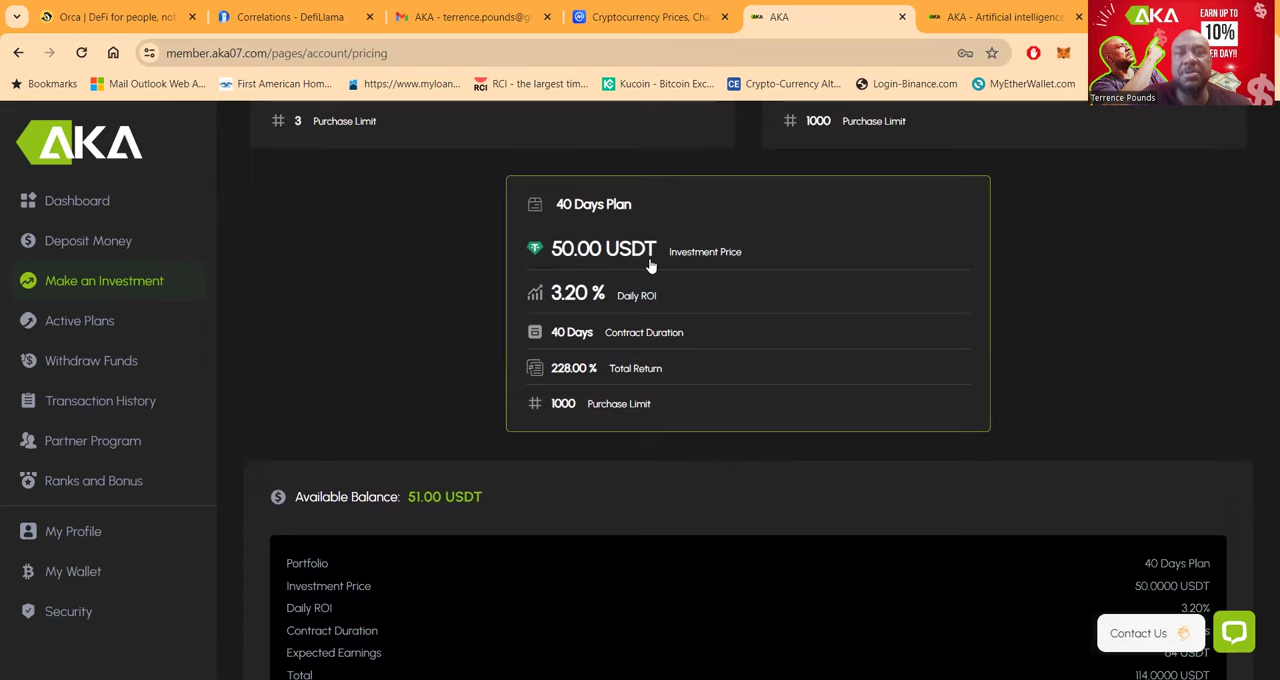 Orca | DeFi for people, not
Correlations - DefiLlama
AKA - terrence.pounds@g
Cryptocurrency Prices, Cha
AKA
AKA - Artificial intelligence
member.aka07.com/pages/account/pricing
Bookmarks
Mail Outlook Web A...
First American Hom...
https://www.myloan...
RCI - the largest tim...
Kucoin - Bitcoin Exc...
Crypto-Currency Alt...
Login-Binance.com
MyEtherWallet.com
AKA
EARN UP TO
10%
PER DAY!!
Terrence Pounds
AKA
Dashboard
Deposit Money
Make an Investment
Active Plans
Withdraw Funds
Transaction History
Partner Program
Ranks and Bonus
My Profile
My Wallet
Security
3 Purchase Limit
1000 Purchase Limit
40 Days Plan
50.00 USDT Investment Price
3.20 % Daily ROI
40 Days Contract Duration
228.00 % Total Return
1000 Purchase Limit
Available Balance: 51.00 USDT
Portfolio 40 Days Plan
Investment Price 50.0000 USDT
Daily ROI 3.20%
Contract Duration
Expected Earnings 64 USDT
Total 114.0000 USDT
Contact Us